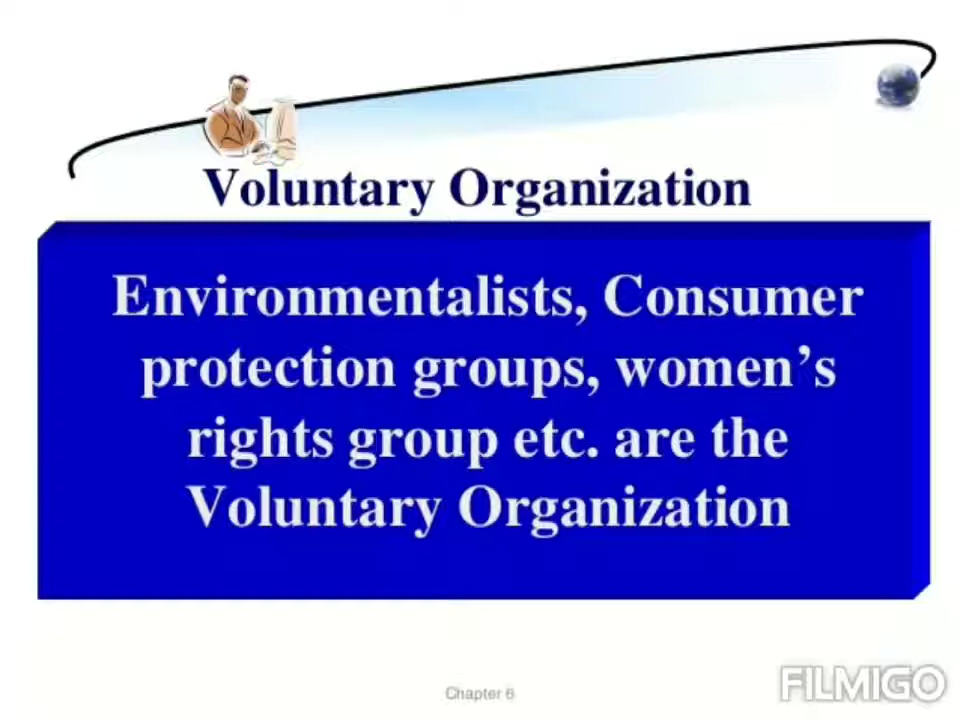 Voluntary Organization
Environmentalists, Consumer
protection groups, women’s
rights group etc. are the
Voluntary Organization
Chapter 6
FILMIGO